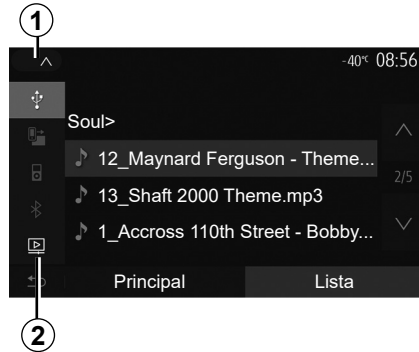 1
-40°C 08:56
Soul>
12_Maynard Ferguson - Theme...
13_Shaft 2000 Theme.mp3
2/5
1_Accross 110th Street - Bobby...
Principal Lista
2